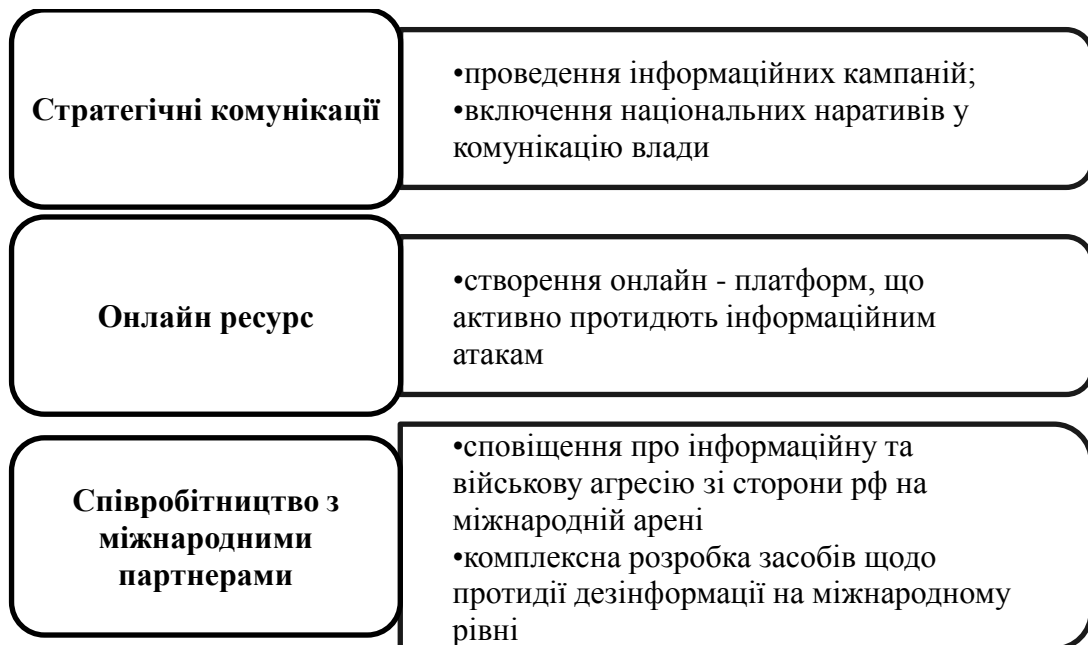 Стратегічні комунікації
•проведення інформаційних кампаній;
•включення національних наративів у
комунікацію влади
Онлайн ресурс
•створення онлайн - платформ, що
активно протидють інформаційним
атакам
Співробітництво з
міжнародними
партнерами
•сповіщення про інформаційну та
військову агресію зі сторони рф на
міжнародній арені
•комплексна розробка засобів щодо
протидії дезінформації на міжнародному
рівні